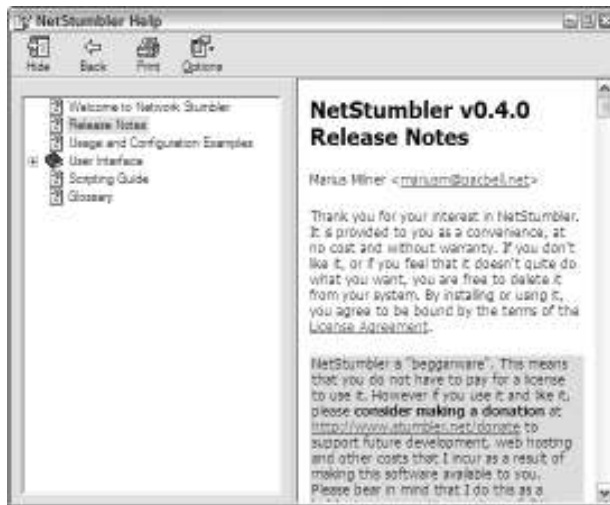 NetStumbler Help
Hide Back Print Options
Welcome to Network Stumbler
Release Notes
Usage and Configuration Examples
User Interface
Scripting Guide
Glossary
NetStumbler v0.4.0
Release Notes
Marius Milner <mariusm@pacbell.net>
Thank you for your interest in NetStumbler.
It is provided to you as a convenience, at
no cost and without warranty. If you don't
like it, or if you feel that it doesn't quite do
what you want, you are free to delete it
from your system. By installing or using it,
you agree to be bound by the terms of the
License Agreement.
NetStumbler is "beggarware". This means
that you do not have to pay for a license
to use it. However if you use it and like it,
please consider making a donation at
http://www.stumbler.net/donate to
support future development, web hosting
and other costs that I incur as a result of
making this software available to you.
Please bear in mind that I do this as a